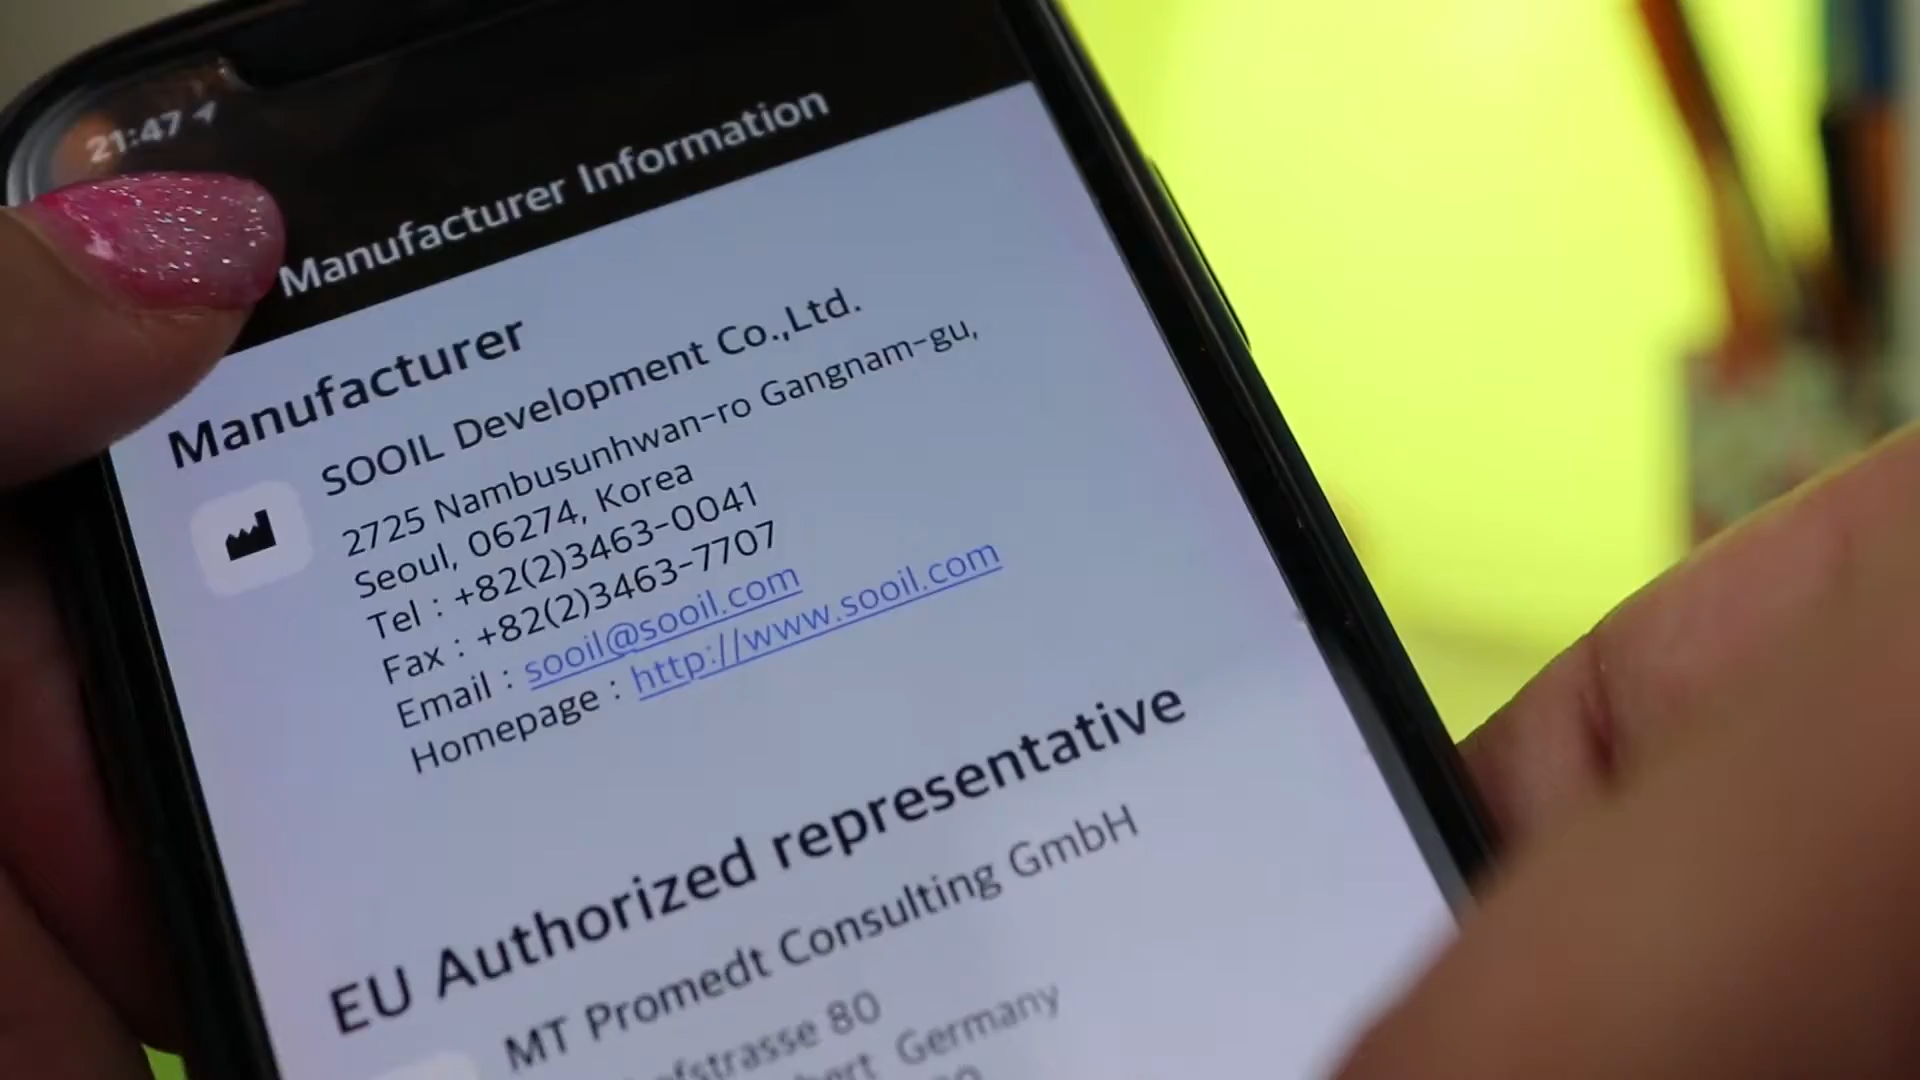 21:47
Manufacturer Information
Manufacturer
SOOIL Development Co.,Ltd.
2725 Nambusunhwan-ro Gangnam-gu,
Seoul, 06274, Korea
Tel : +82(2)3463-0041
Fax : +82(2)3463-7707
Email : sooil@sooil.com
Homepage : http://www.sooil.com
EU Authorized representative
MT Promedt Consulting GmbH
80
Germany